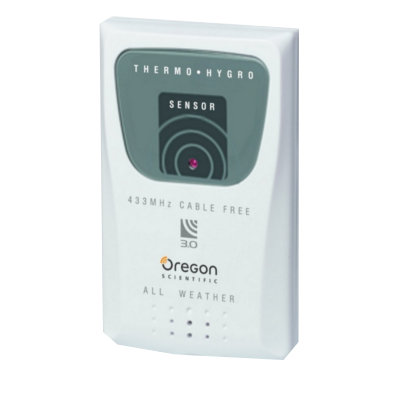 THERMO • HYGRO
SENSOR
433MHz CABLE FREE
3.0
Oregon
SCIENTIFIC
ALL WEATHER